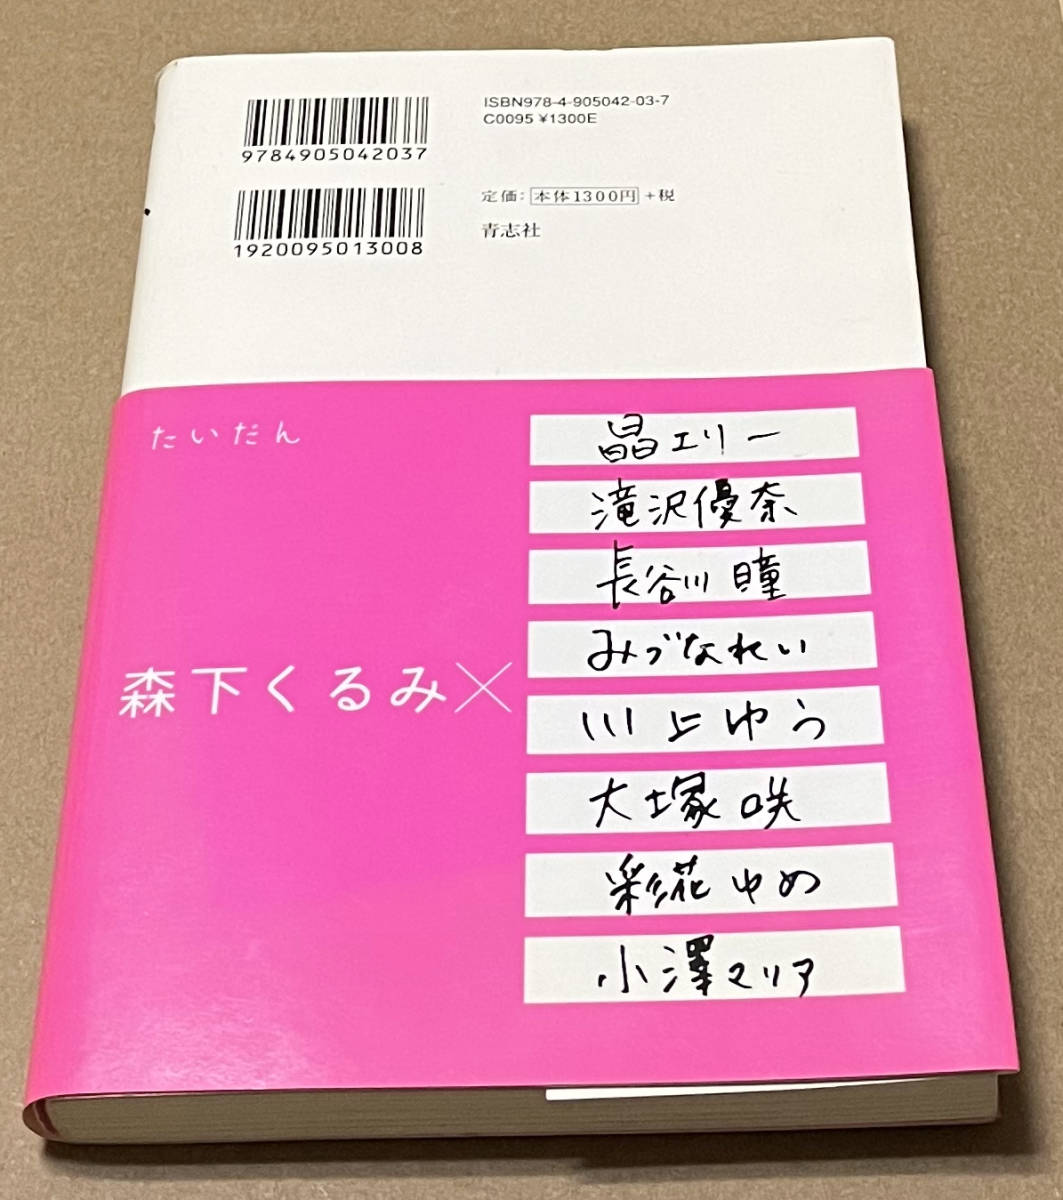 ISBN978-4-905042-03-7
C0095 ¥1300E
9784905042037
定価：本体1300円＋税
青志社
1920095013008
たいだん
森下くるみ×
晶エリー
滝沢優奈
長谷川瞳
みづなれい
川上ゆう
大塚咲
彩花ゆめ
小澤マリア